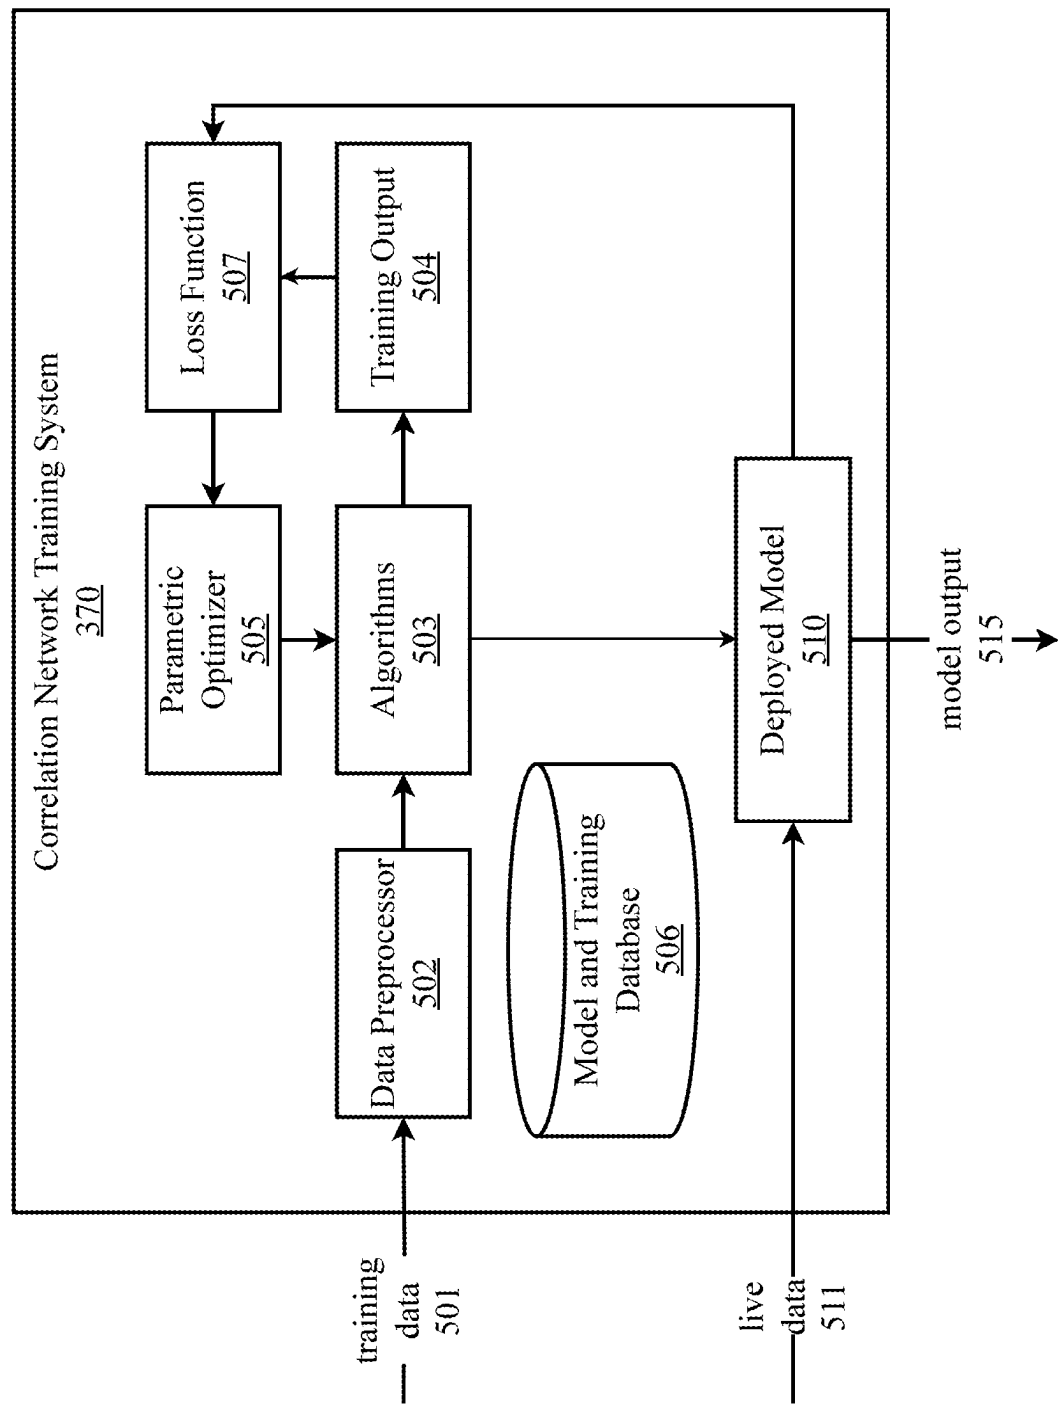 Correlation Network Training System
370
Parametric
Optimizer
505
Loss Function
507
training
data
501
Data Preprocessor
502
Algorithms
503
Training Output
504
Model and Training
Database
506
live
data
511
Deployed Model
510
model output
515